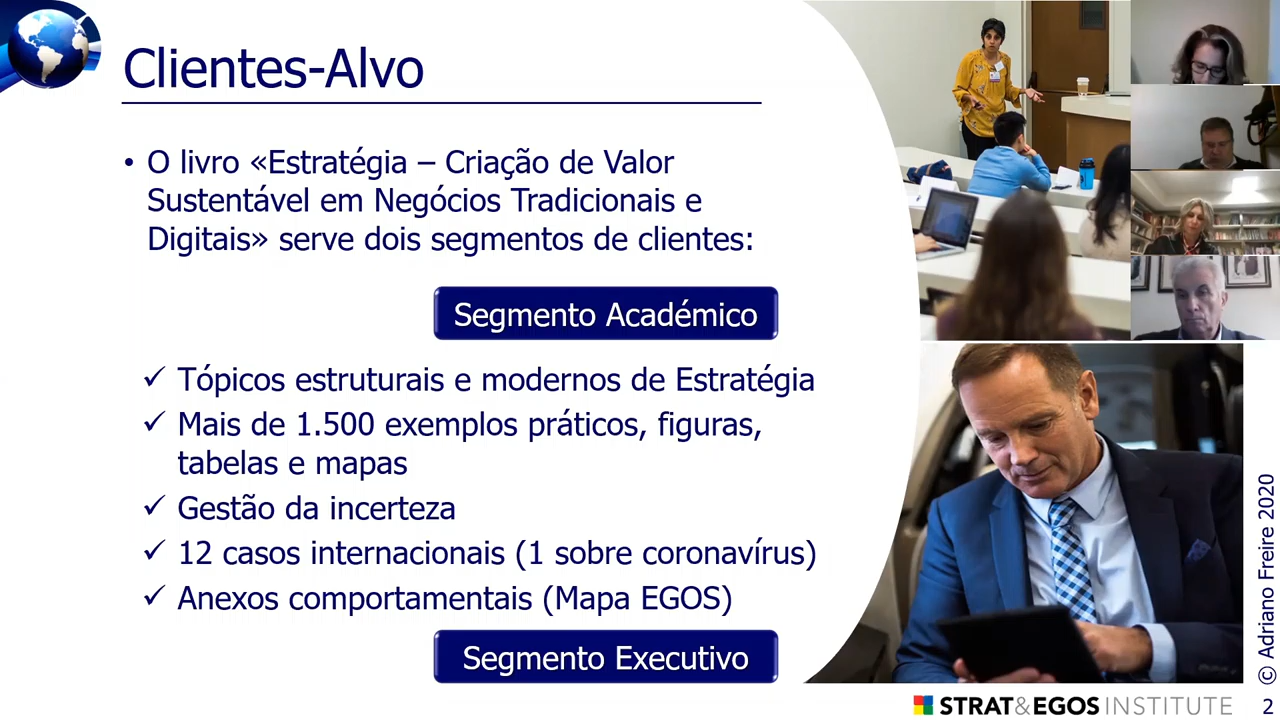 Clientes-Alvo
• O livro «Estratégia – Criação de Valor
Sustentável em Negócios Tradicionais e
Digitais» serve dois segmentos de clientes:
Segmento Académico
✓ Tópicos estruturais e modernos de Estratégia
✓ Mais de 1.500 exemplos práticos, figuras,
tabelas e mapas
✓ Gestão da incerteza
✓ 12 casos internacionais (1 sobre coronavírus)
✓ Anexos comportamentais (Mapa EGOS)
Segmento Executivo
© Adriano Freire 2020
STRAT&EGOS INSTITUTE
2